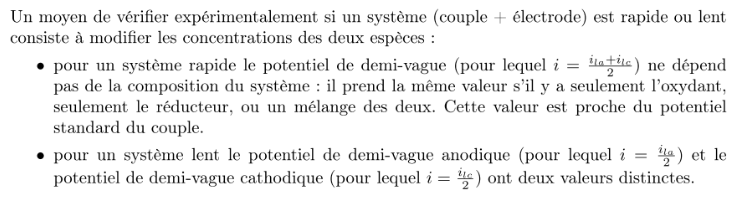 Un moyen de vérifier expérimentalement si un système (couple + électrode) est rapide ou lent
consiste à modifier les concentrations des deux espèces :
• pour un système rapide le potentiel de demi-vague (pour lequel i = \frac{i_{la}+i_{lc}}{2}) ne dépend
pas de la composition du système : il prend la même valeur s'il y a seulement l'oxydant,
seulement le réducteur, ou un mélange des deux. Cette valeur est proche du potentiel
standard du couple.
• pour un système lent le potentiel de demi-vague anodique (pour lequel i = \frac{i_{la}}{2}) et le
potentiel de demi-vague cathodique (pour lequel i = \frac{i_{lc}}{2}) ont deux valeurs distinctes.